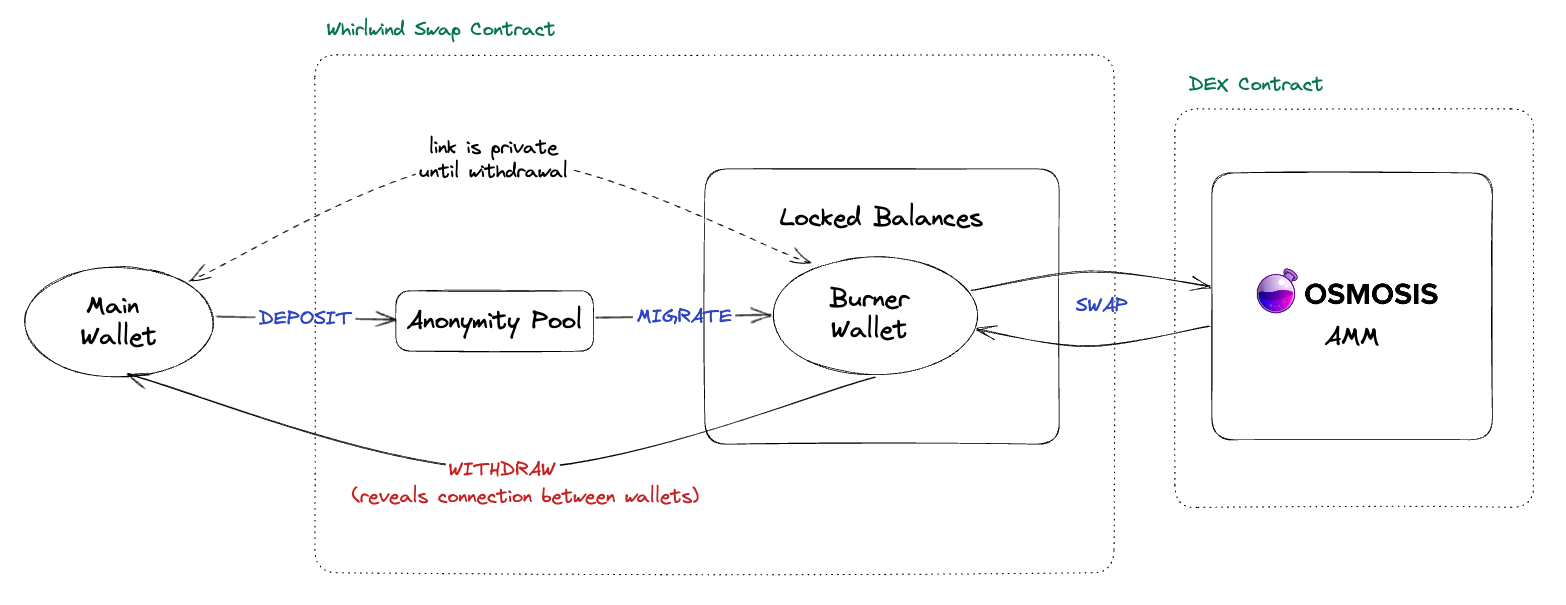 Whirlwind Swap Contract
DEX Contract
link is private
until withdrawal
Locked Balances
Main
Wallet
DEPOSIT
Anonymity Pool
MIGRATE
Burner
Wallet
SWAP
OSMOSIS
AMM
WITHDRAW
(reveals connection between wallets)